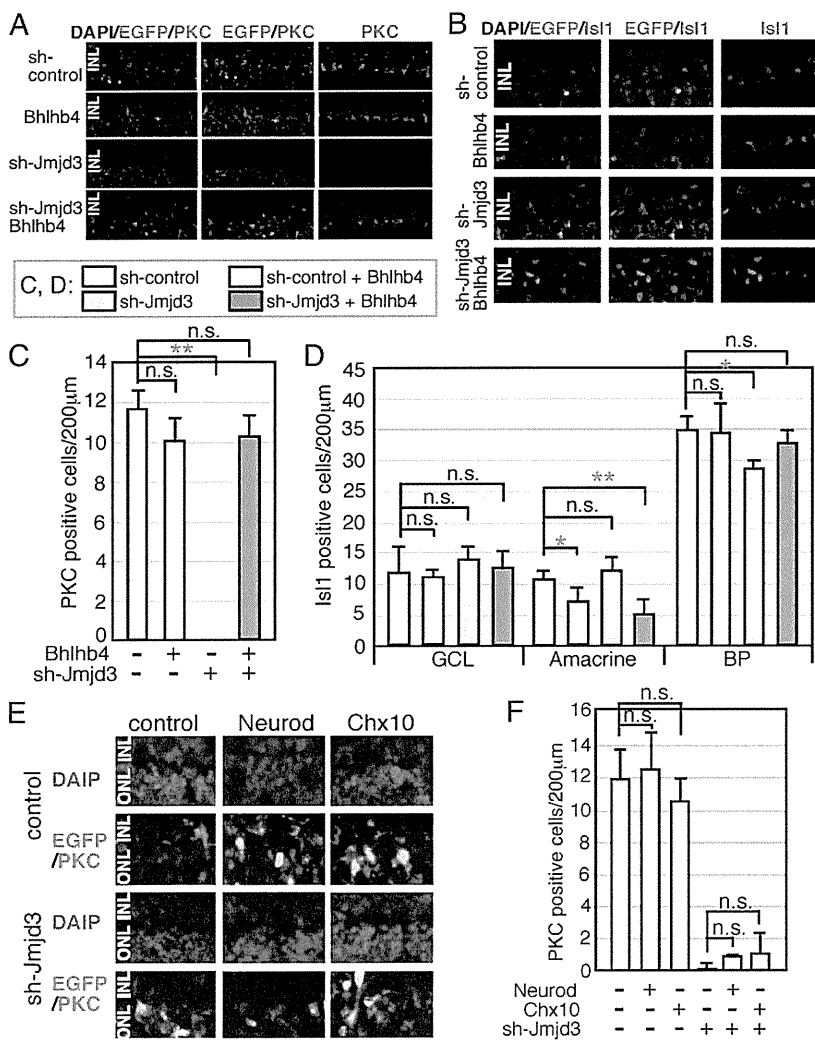 A
DAPI/EGFP/PKC EGFP/PKC PKC
sh-
control
INL
Bhlhb4
INL
sh-Jmjd3
INL
sh-Jmjd3
Bhlhb4
INL
B
DAPI/EGFP/Isl1 EGFP/Isl1 Isl1
sh-
control
INL
Bhlhb4
INL
sh-
Jmjd3
INL
sh-Jmjd3
Bhlhb4
INL
C, D: sh-control sh-control + Bhlhb4
sh-Jmjd3 sh-Jmjd3 + Bhlhb4
C
n.s.
**
n.s.
PKC positive cells/200μm
14
12
10
8
6
4
2
0
Bhlhb4 - + - +
sh-Jmjd3 - - + +
D
n.s.
*
n.s.
n.s.
n.s.
n.s.
**
n.s.
*
Isl1 positive cells/200μm
45
40
35
30
25
20
15
10
5
0
GCL Amacrine BP
E
control Neurod Chx10
control
DAIP
ONL INL
EGFP
/PKC
ONL INL
sh-Jmjd3
DAIP
ONL INL
EGFP
/PKC
ONL INL
F
n.s.
n.s.
n.s.
n.s.
PKC positive cells/200μm
16
14
12
10
8
6
4
2
0
Neurod - + - - + -
Chx10 - - + - - +
sh-Jmjd3 - - - + + +